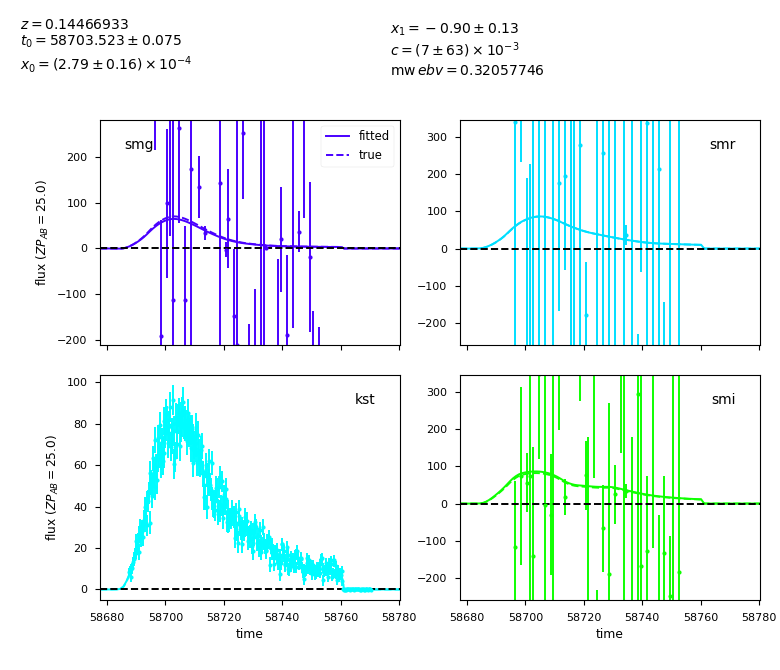 z = 0.14466933
t₀ = 58703.523 ± 0.075
x₀ = (2.79 ± 0.16) × 10⁻⁴
x₁ = −0.90 ± 0.13
c = (7 ± 63) × 10⁻³
mw ebv = 0.32057746
smg
fitted
true
200
100
0
−100
−200
flux (ZP_AB = 25.0)
smr
300
200
100
0
−100
−200
kst
100
80
60
40
20
0
flux (ZP_AB = 25.0)
58680 58700 58720 58740 58760 58780
time
smi
300
200
100
0
−100
−200
58680 58700 58720 58740 58760 58780
time